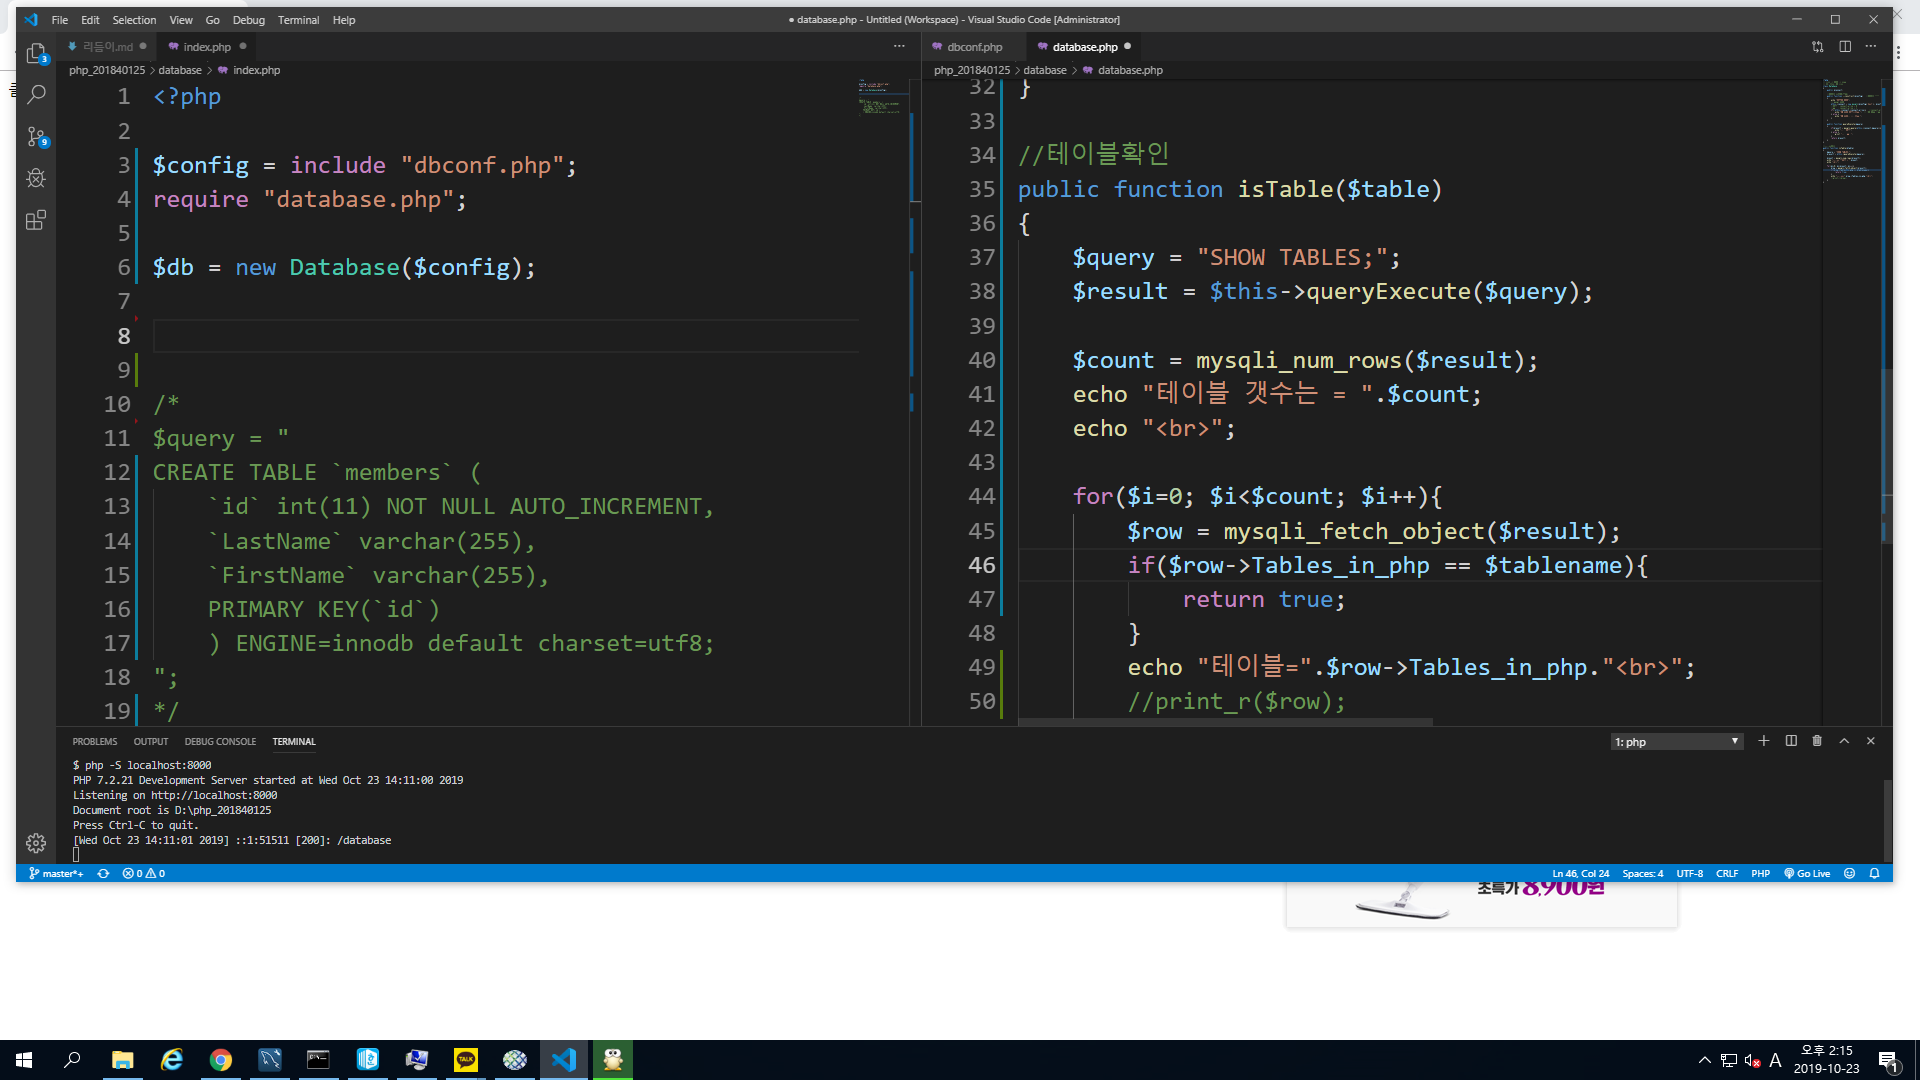 File Edit Selection View Go Debug Terminal Help
● database.php - Untitled (Workspace) - Visual Studio Code [Administrator]
리듬이.md
index.php
dbconf.php
database.php
php_201840125 > database > index.php
php_201840125 > database > database.php
1 <?php
2
3 $config = include "dbconf.php";
4 require "database.php";
5
6 $db = new Database($config);
7
8
9
10 /*
11 $query = "
12 CREATE TABLE `members` (
13 `id` int(11) NOT NULL AUTO_INCREMENT,
14 `LastName` varchar(255),
15 `FirstName` varchar(255),
16 PRIMARY KEY(`id`)
17 ) ENGINE=innodb default charset=utf8;
18 ";
19 */
32 }
33
34 //테이블확인
35 public function isTable($table)
36 {
37 $query = "SHOW TABLES;";
38 $result = $this->queryExecute($query);
39
40 $count = mysqli_num_rows($result);
41 echo "테이블 갯수는 = ".$count;
42 echo "<br>";
43
44 for($i=0; $i<$count; $i++){
45 $row = mysqli_fetch_object($result);
46 if($row->Tables_in_php == $tablename){
47 return true;
48 }
49 echo "테이블=".$row->Tables_in_php."<br>";
50 //print_r($row);
3
9
PROBLEMS OUTPUT DEBUG CONSOLE TERMINAL
1: php
$ php -S localhost:8000
PHP 7.2.21 Development Server started at Wed Oct 23 14:11:00 2019
Listening on http://localhost:8000
Document root is D:\php_201840125
Press Ctrl-C to quit.
[Wed Oct 23 14:11:01 2019] ::1:51511 [200]: /database
master*+ 0 0
Ln 46, Col 24 Spaces: 4 UTF-8 CRLF PHP Go Live
초특가 8,900원
TALK
A
오후 2:15
2019-10-23
1